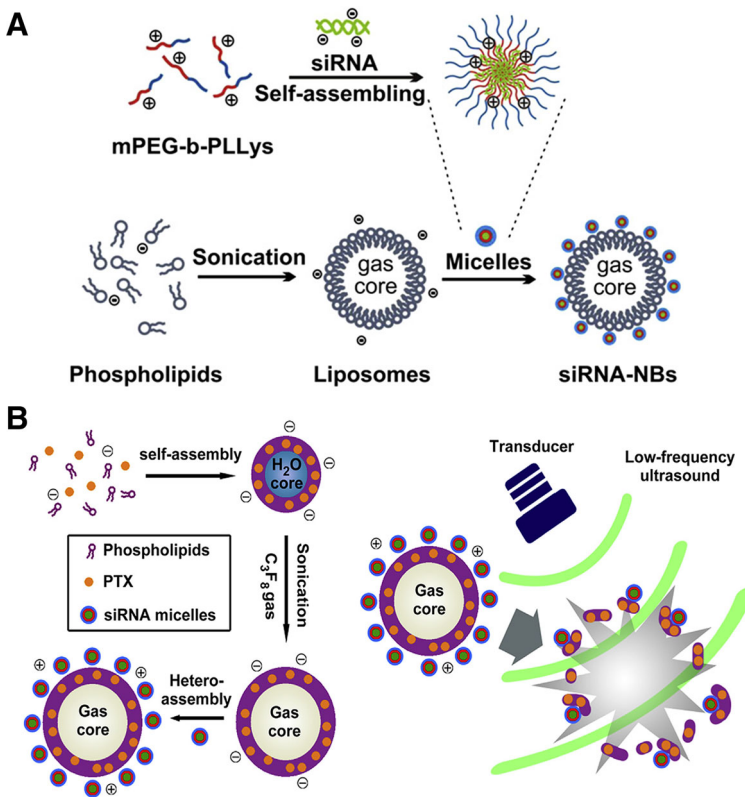 A
siRNA
Self-assembling
mPEG-b-PLLys
Sonication
gas
core
Micelles
gas
core
Phospholipids
Liposomes
siRNA-NBs
B
self-assembly
H₂O
core
Phospholipids
PTX
siRNA micelles
Sonication
C₃F₈ gas
Hetero-
assembly
Gas
core
Gas
core
Transducer
Low-frequency
ultrasound
Gas
core